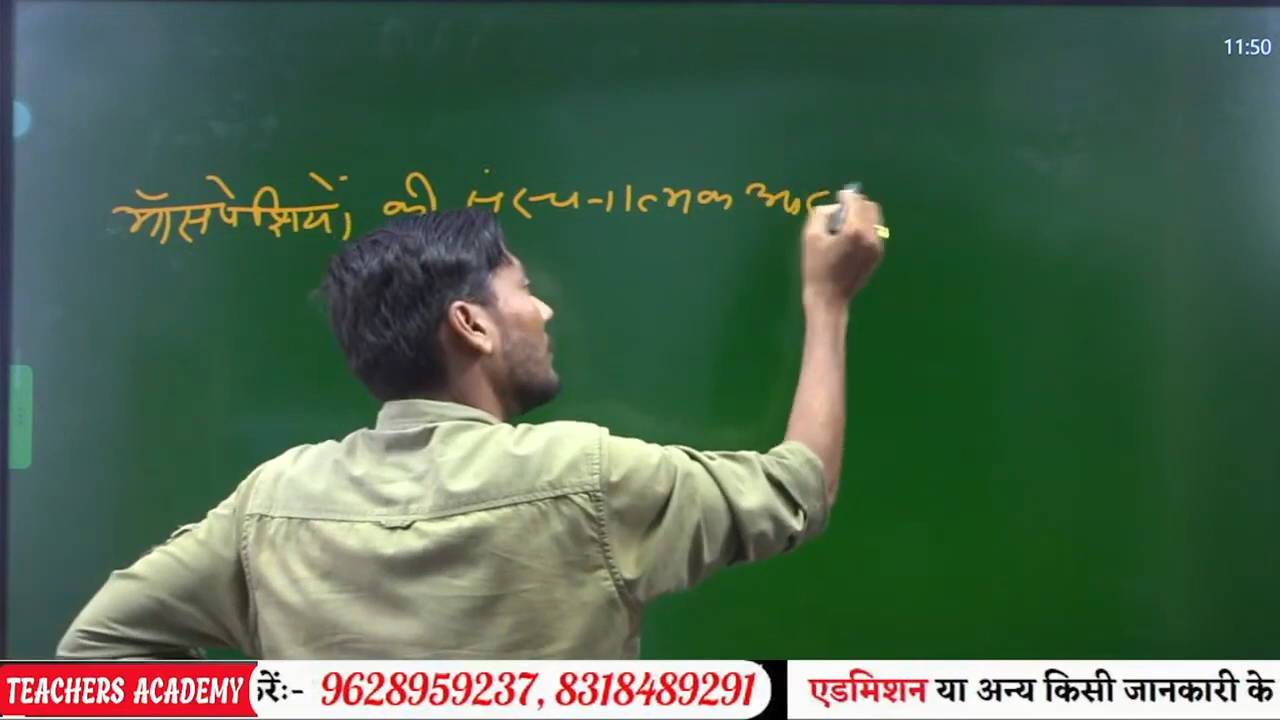 11:50
मॉसपेशियों की संरचनात्मक
TEACHERS ACADEMY रेंः- 9628959237, 8318489291 एडमिशन या अन्य किसी जानकारी के